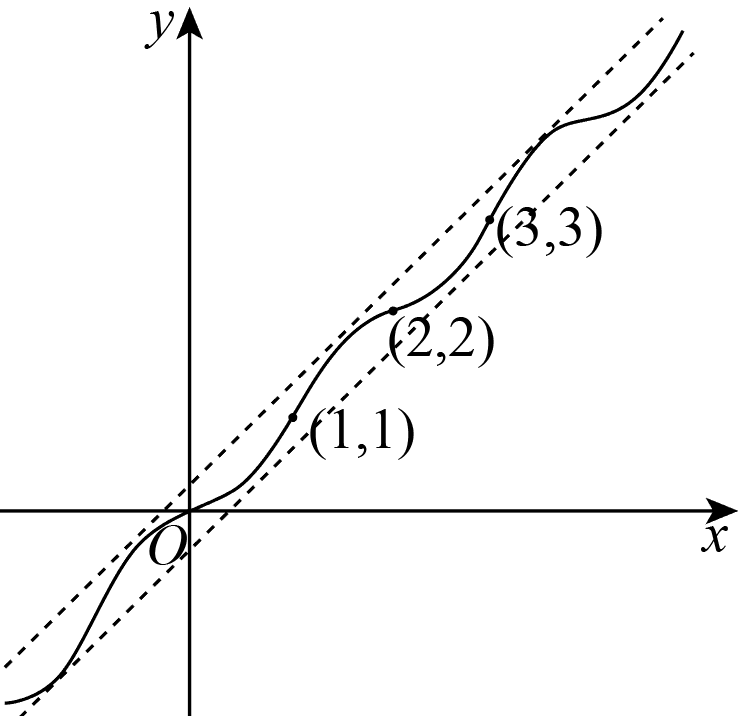 y
(3,3)
(2,2)
(1,1)
O
x